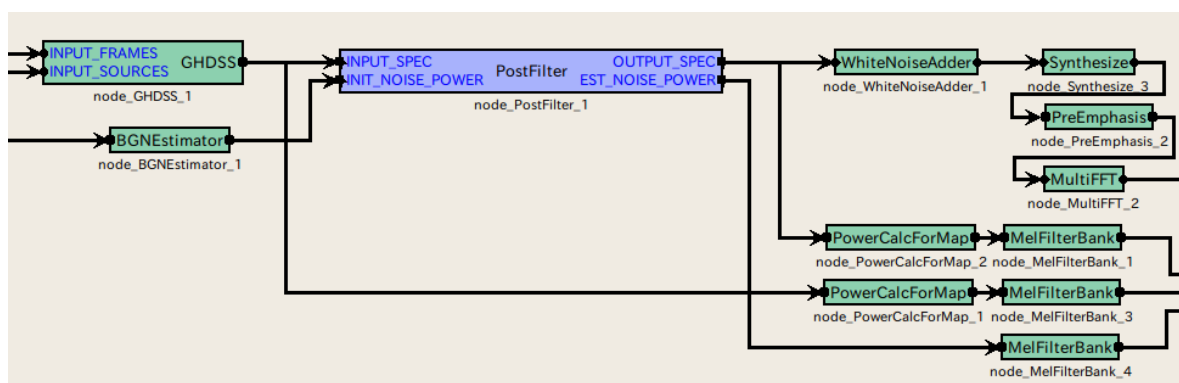 INPUT_FRAMES
INPUT_SOURCES
GHDSS
node_GHDSS_1
BGNEstimator
node_BGNEstimator_1
INPUT_SPEC
INIT_NOISE_POWER
PostFilter
OUTPUT_SPEC
EST_NOISE_POWER
node_PostFilter_1
WhiteNoiseAdder
node_WhiteNoiseAdder_1
Synthesize
node_Synthesize_3
PreEmphasis
node_PreEmphasis_2
MultiFFT
node_MultiFFT_2
PowerCalcForMap
node_PowerCalcForMap_2
MelFilterBank
node_MelFilterBank_1
PowerCalcForMap
node_PowerCalcForMap_1
MelFilterBank
node_MelFilterBank_3
MelFilterBank
node_MelFilterBank_4